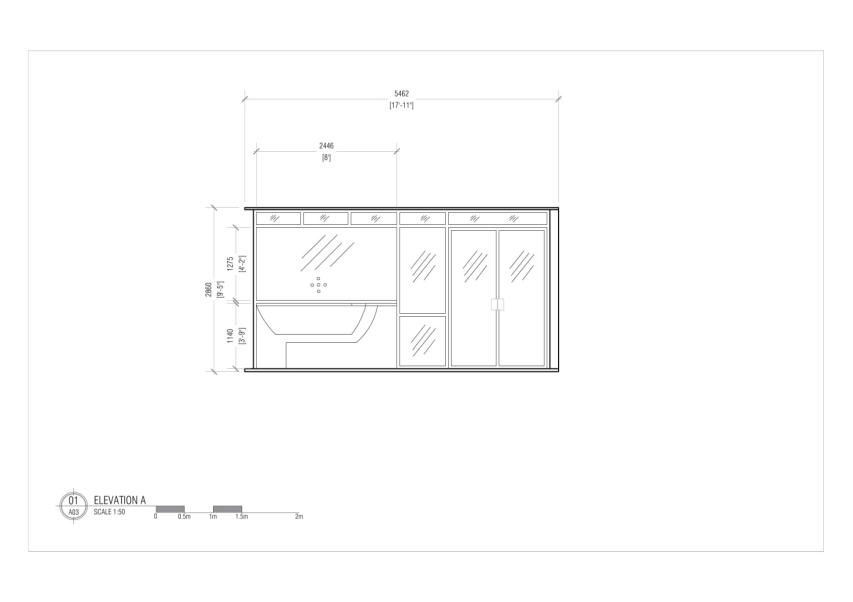 5462
[17'-11"]
2446
[8']
1275
[4'-2"]
2860
[9'-5"]
1140
[3'-9"]
01
A03
ELEVATION A
SCALE 1:50
0 0.5m 1m 1.5m 2m